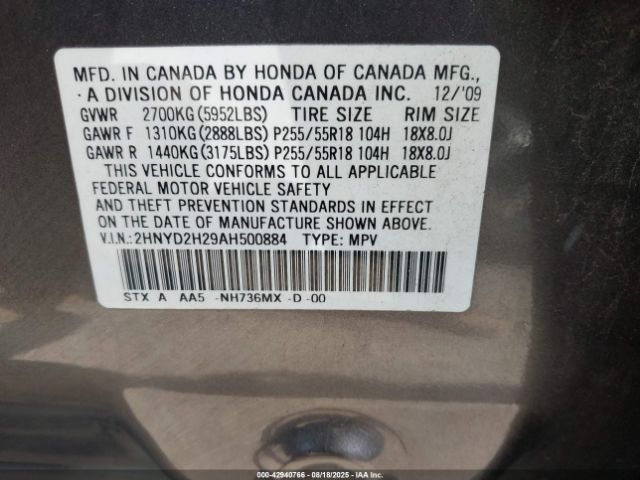 MFD. IN CANADA BY HONDA OF CANADA MFG.,
A DIVISION OF HONDA CANADA INC. 12/'09
GVWR 2700KG(5952LBS) TIRE SIZE RIM SIZE
GAWR F 1310KG(2888LBS) P255/55R18 104H 18X8.0J
GAWR R 1440KG(3175LBS) P255/55R18 104H 18X8.0J
THIS VEHICLE CONFORMS TO ALL APPLICABLE
FEDERAL MOTOR VEHICLE SAFETY
AND THEFT PREVENTION STANDARDS IN EFFECT
ON THE DATE OF MANUFACTURE SHOWN ABOVE.
V.I.N.:2HNYD2H29AH500884 TYPE: MPV
STX A AA5 -NH736MX -D -00
000-42940766 08/18/2025 - IAAI.com